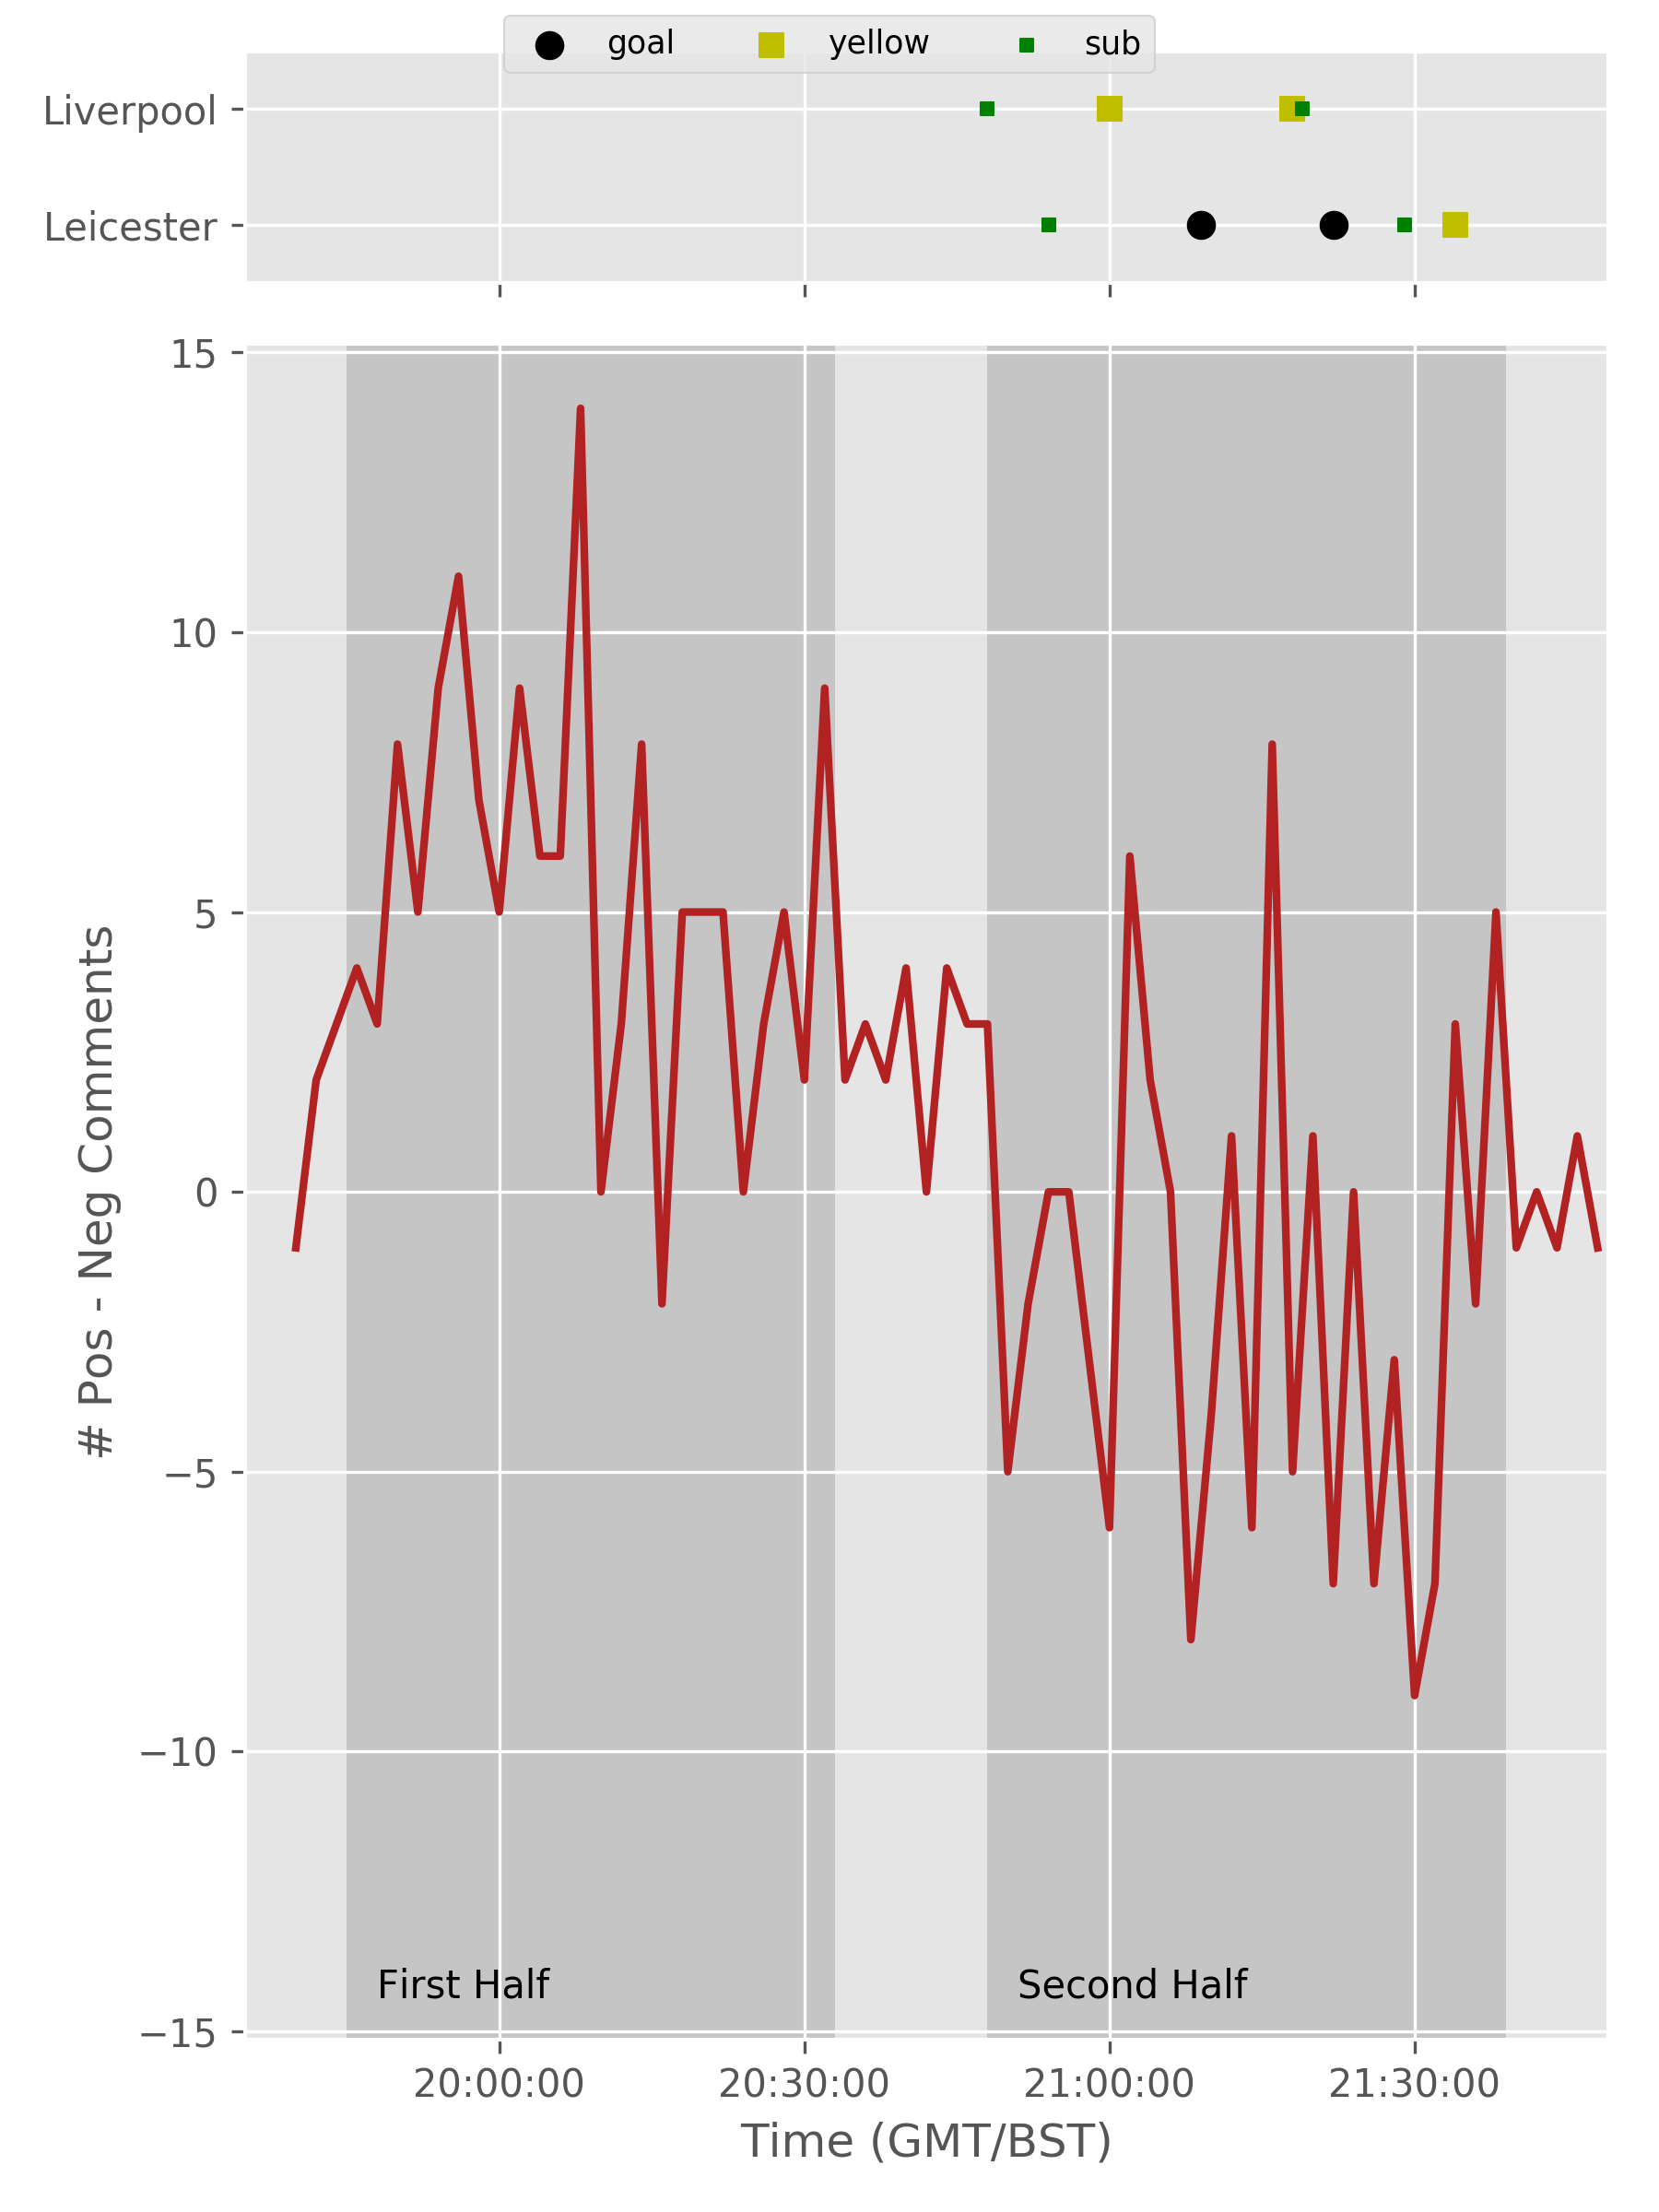 goal yellow sub
Liverpool
Leicester
15
10
5
0
−5
−10
−15
# Pos - Neg Comments
First Half
Second Half
20:00:00 20:30:00 21:00:00 21:30:00
Time (GMT/BST)